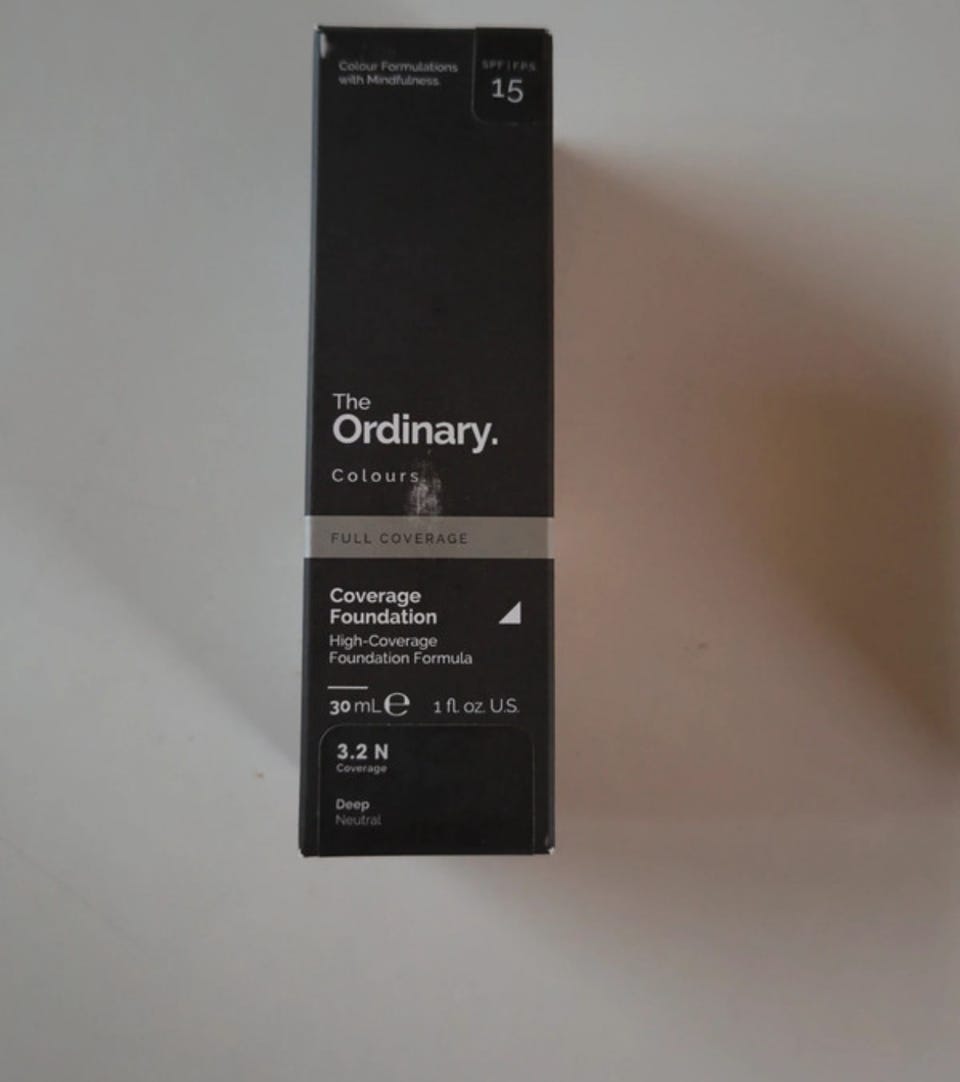 Colour Formulations
with Mindfulness.
SPF | FPS
15
The
Ordinary.
Colours
FULL COVERAGE
Coverage
Foundation
High-Coverage
Foundation Formula
30 mL ℮ 1 fl. oz. U.S.
3.2 N
Coverage
Deep
Neutral